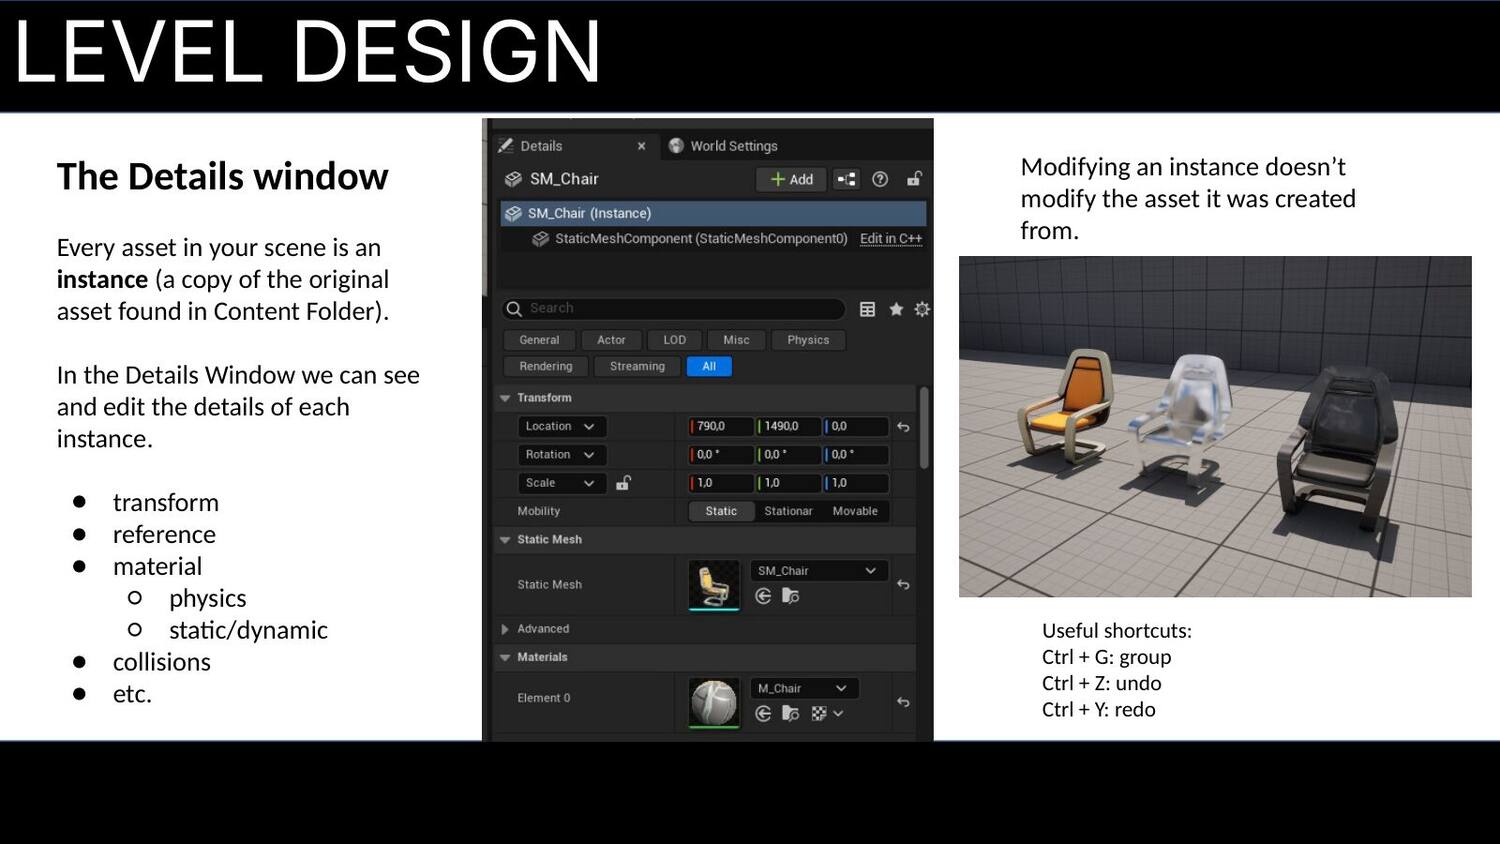 LEVEL DESIGN
The Details window
Every asset in your scene is an
instance (a copy of the original
asset found in Content Folder).
In the Details Window we can see
and edit the details of each
instance.
● transform
● reference
● material
○ physics
○ static/dynamic
● collisions
● etc.
Details
World Settings
SM_Chair
Add
SM_Chair (Instance)
StaticMeshComponent (StaticMeshComponent0) Edit in C++
Search
General Actor LOD Misc Physics
Rendering Streaming All
Transform
Location 790,0 1490,0 0,0
Rotation 0,0 ° 0,0 ° 0,0 °
Scale 1,0 1,0 1,0
Mobility Static Stationar Movable
Static Mesh
Static Mesh SM_Chair
Advanced
Materials
Element 0 M_Chair
Modifying an instance doesn’t
modify the asset it was created
from.
Useful shortcuts:
Ctrl + G: group
Ctrl + Z: undo
Ctrl + Y: redo